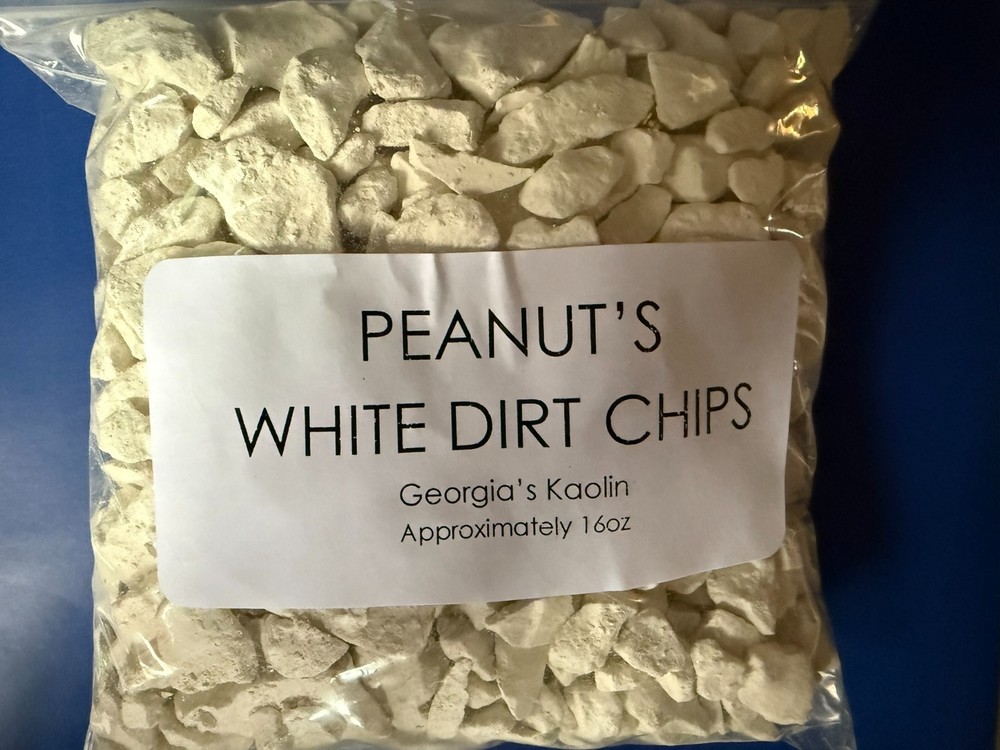 PEANUT’S
WHITE DIRT CHIPS
Georgia’s Kaolin
Approximately 16oz